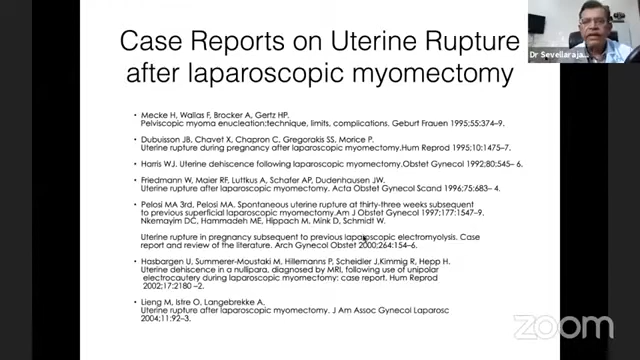 Case Reports on Uterine Rupture
after laparoscopic myomectomy
Dr Sevellaraja...
• Mecke H, Wallas F, Brocker A, Gertz HP.
Pelviscopic myoma enucleation:technique, limits, complications. Geburt Frauen 1995;55:374–9.
• Dubuisson JB, Chavet X, Chapron C, Gregorakis SS, Morice P.
Uterine rupture during pregnancy after laparoscopic myomectomy.Hum Reprod 1995;10:1475–7.
• Harris WJ. Uterine dehiscence following laparoscopic myomectomy.Obstet Gynecol 1992;80:545– 6.
• Friedmann W, Maier RF, Luttkus A, Schafer AP, Dudenhausen JW.
Uterine rupture after laparoscopic myomectomy. Acta Obstet Gynecol Scand 1996;75:683– 4.
• Pelosi MA 3rd, Pelosi MA. Spontaneous uterine rupture at thirty-three weeks subsequent
to previous superficial laparoscopic myomectomy.Am J Obstet Gynecol 1997;177:1547–9.
Nkemayim DC, Hammadeh ME, Hippach M, Mink D, Schmidt W.
Uterine rupture in pregnancy subsequent to previous laparoscopic electromyolysis. Case
report and review of the literature. Arch Gynecol Obstet 2000;264:154–6.
• Hasbargen U, Summerer-Moustaki M, Hillemanns P, Scheidler J,Kimmig R, Hepp H.
Uterine dehiscence in a nullipara, diagnosed by MRI, following use of unipolar
electrocautery during laparoscopic myomectomy: case report. Hum Reprod
2002;17:2180 –2.
• Lieng M, Istre O, Langebrekke A.
Uterine rupture after laparoscopic myomectomy. J Am Assoc Gynecol Laparosc
2004;11:92–3.
zoom